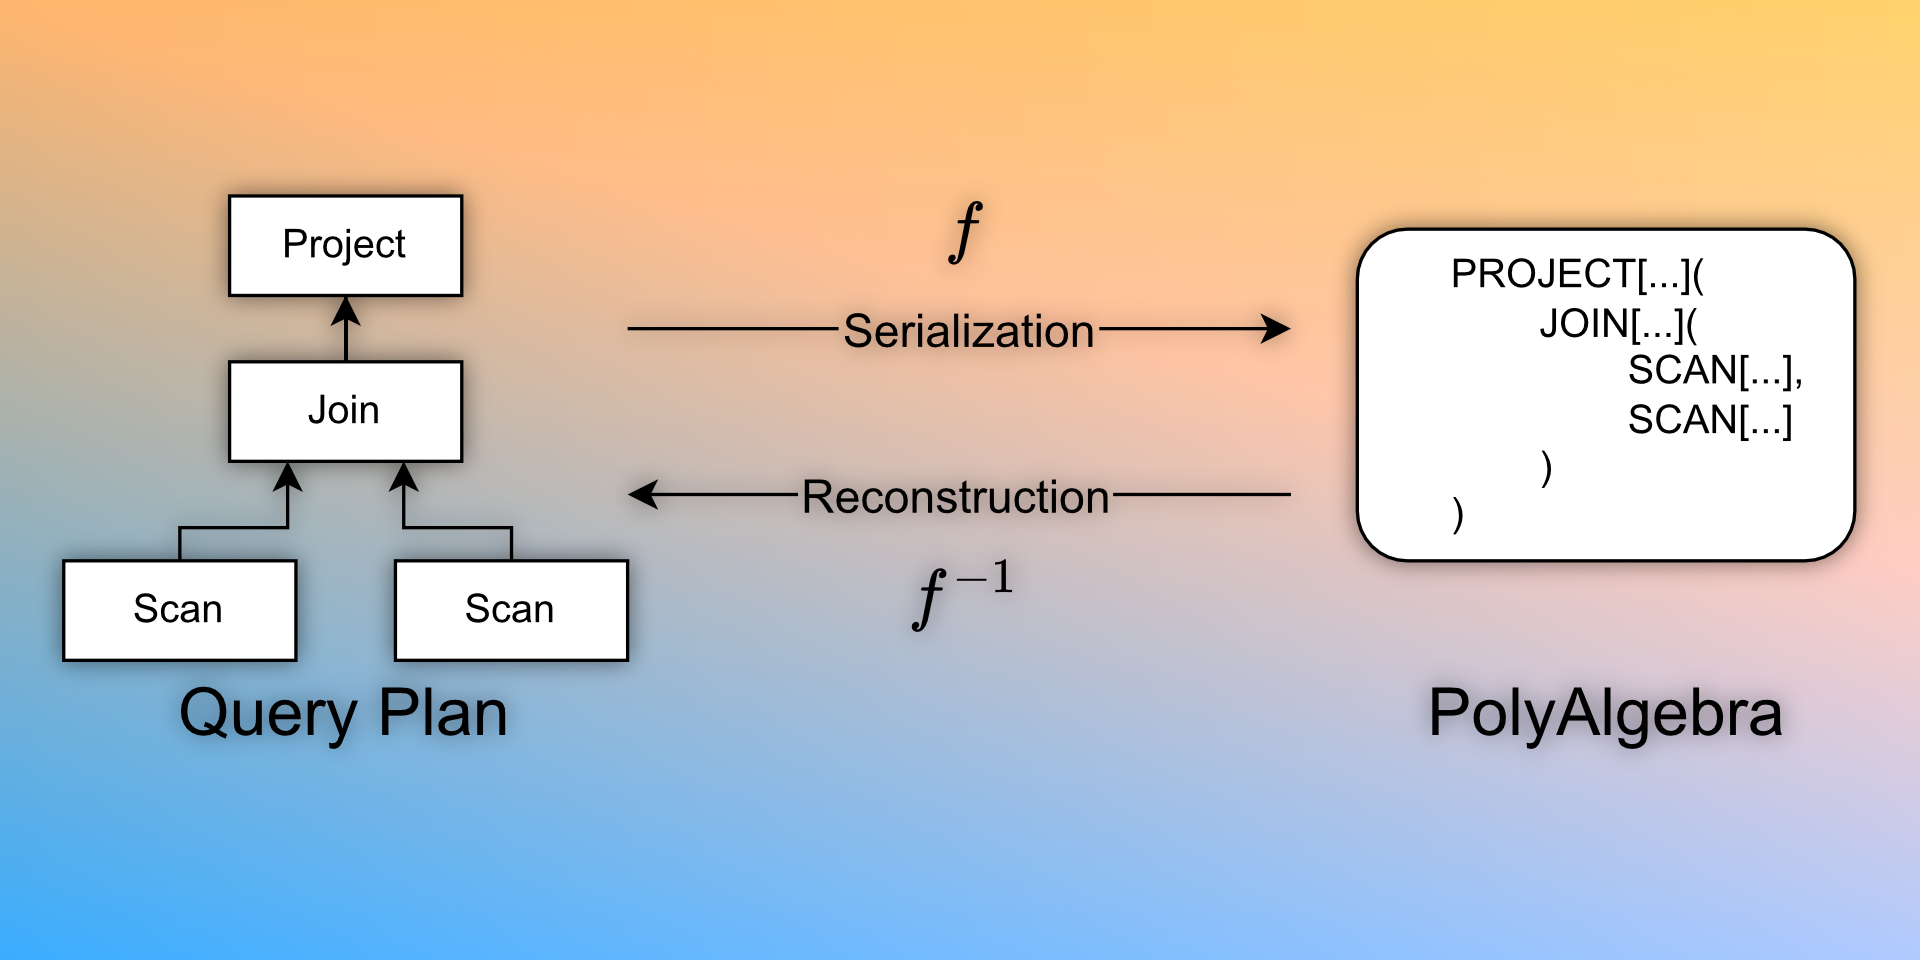 Project
Join
Scan
Scan
Query Plan
f
Serialization
Reconstruction
f⁻¹
PROJECT[...](
JOIN[...](
SCAN[...],
SCAN[...]
)
)
PolyAlgebra